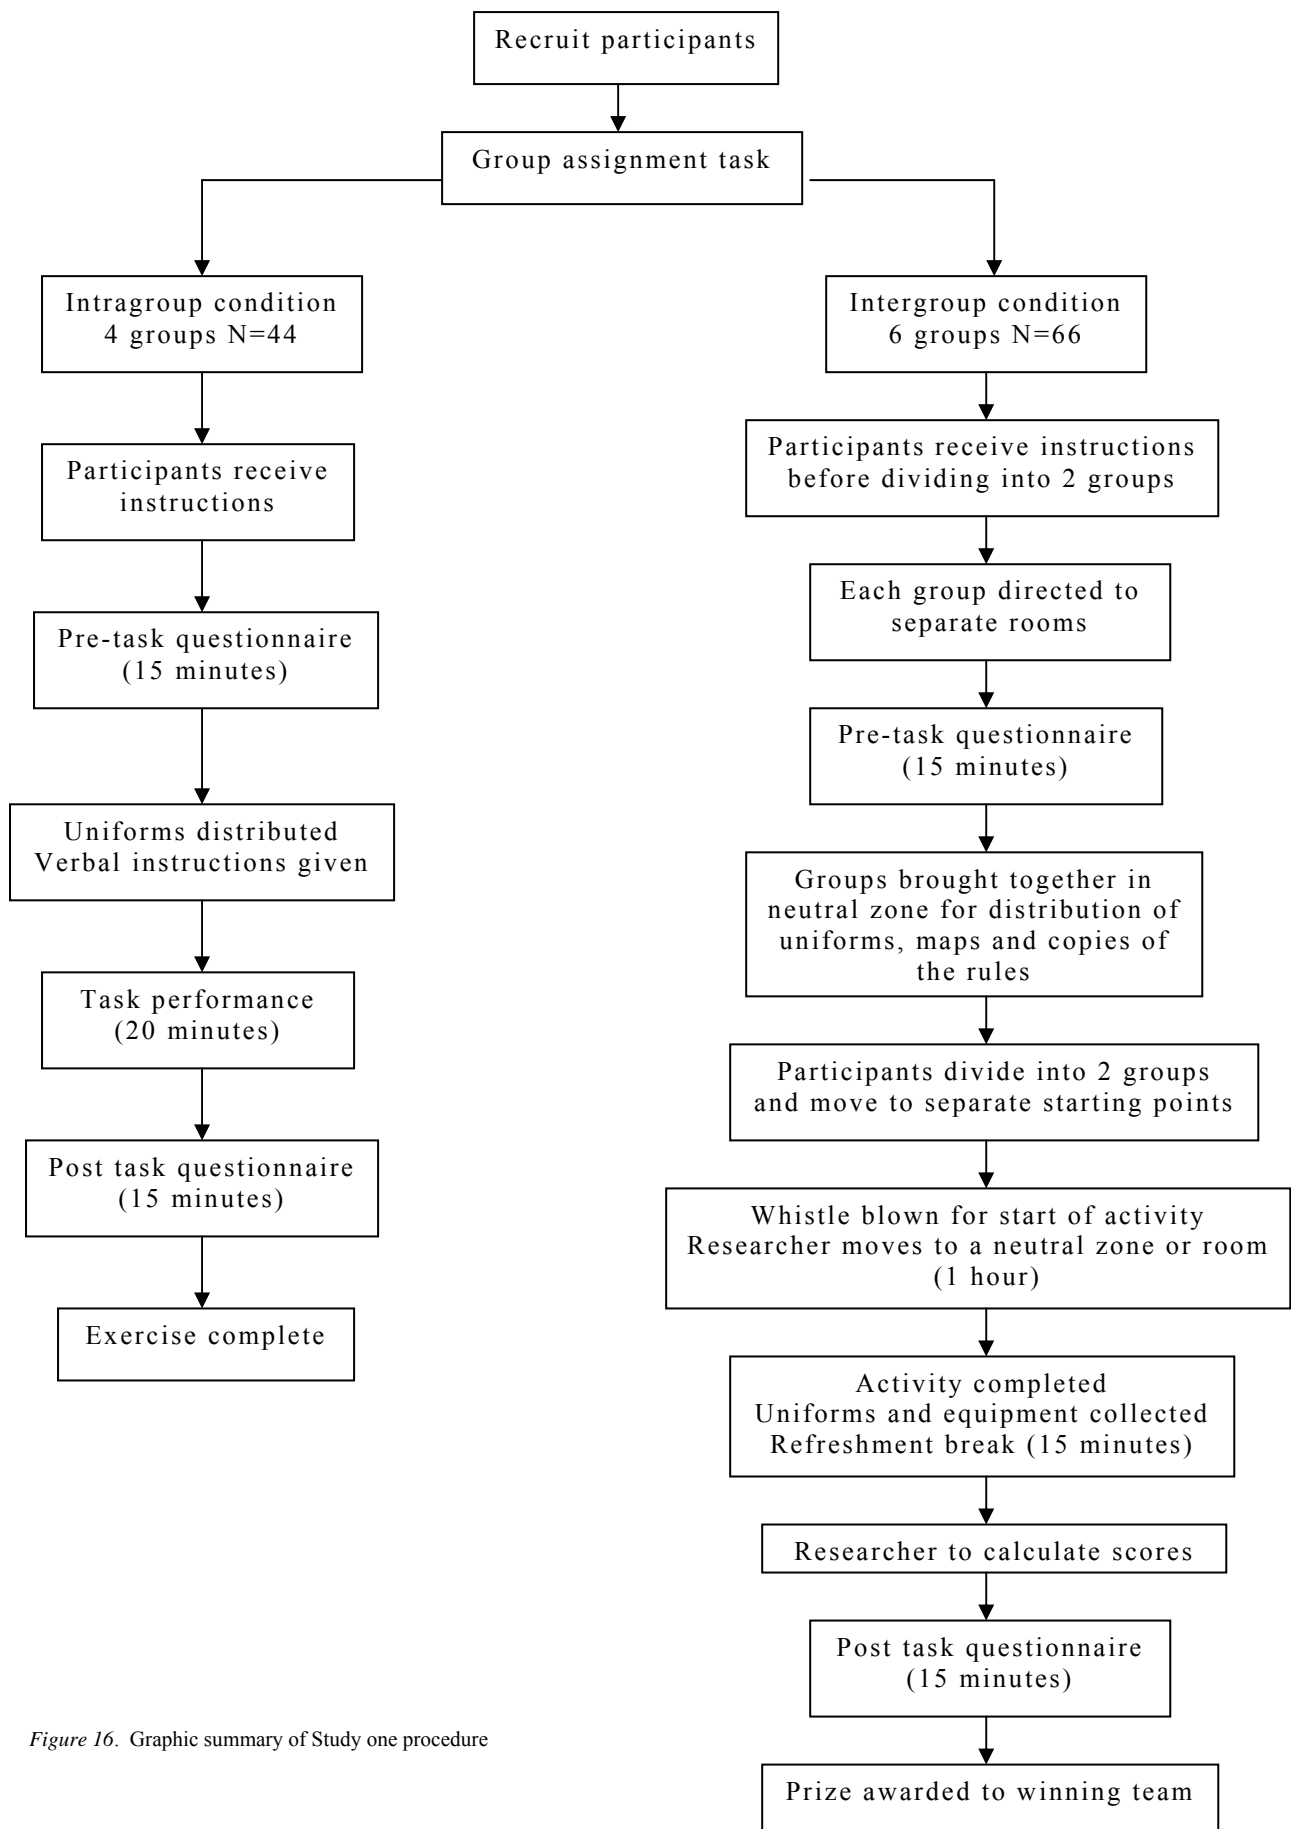 Recruit participants
Group assignment task
Intragroup condition
4 groups N=44
Participants receive
instructions
Pre-task questionnaire
(15 minutes)
Uniforms distributed
Verbal instructions given
Task performance
(20 minutes)
Post task questionnaire
(15 minutes)
Exercise complete
Intergroup condition
6 groups N=66
Participants receive instructions
before dividing into 2 groups
Each group directed to
separate rooms
Pre-task questionnaire
(15 minutes)
Groups brought together in
neutral zone for distribution of
uniforms, maps and copies of
the rules
Participants divide into 2 groups
and move to separate starting points
Whistle blown for start of activity
Researcher moves to a neutral zone or room
(1 hour)
Activity completed
Uniforms and equipment collected
Refreshment break (15 minutes)
Researcher to calculate scores
Post task questionnaire
(15 minutes)
Prize awarded to winning team
Figure 16. Graphic summary of Study one procedure